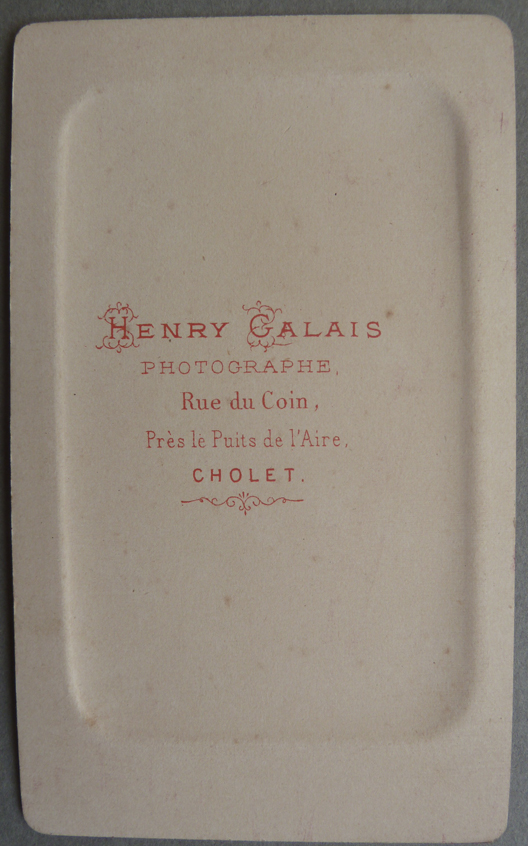 HENRY GALAIS
PHOTOGRAPHE,
Rue du Coin,
Près le Puits de l'Aire,
CHOLET.